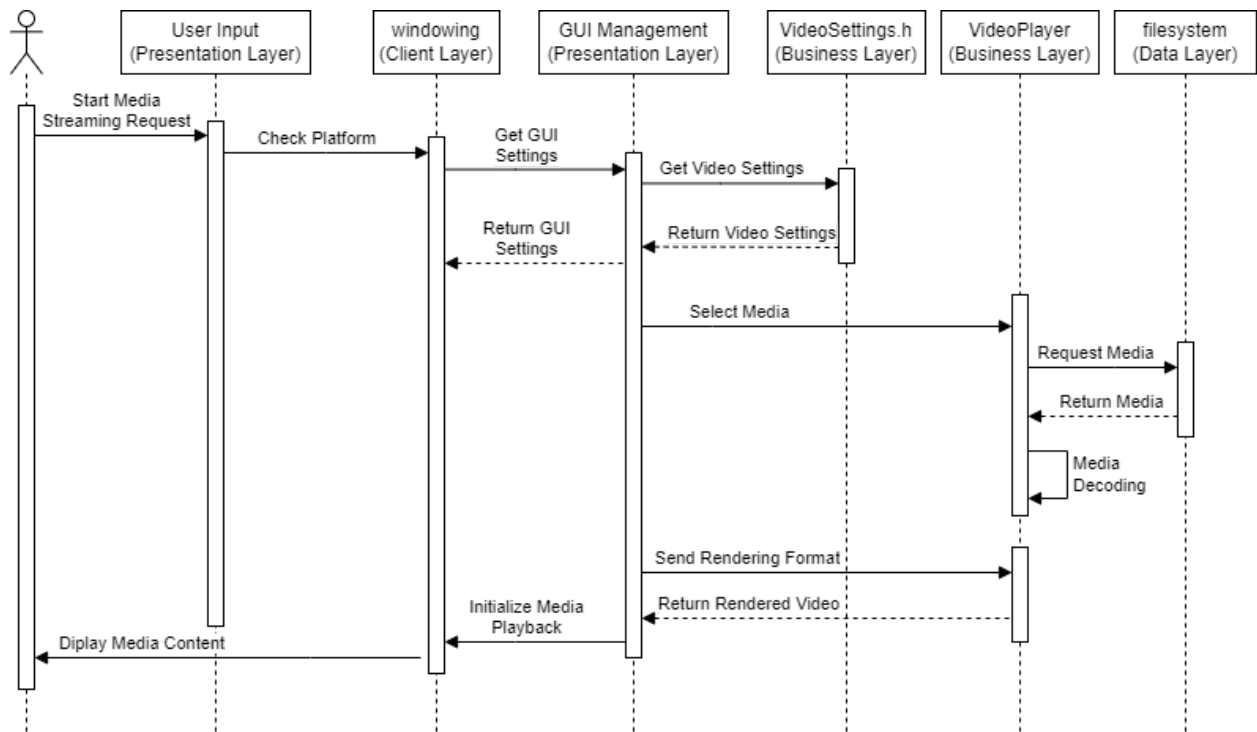 User Input
(Presentation Layer)
windowing
(Client Layer)
GUI Management
(Presentation Layer)
VideoSettings.h
(Business Layer)
VideoPlayer
(Business Layer)
filesystem
(Data Layer)
Start Media
Streaming Request
Check Platform
Get GUI
Settings
Get Video Settings
Return Video Settings
Return GUI
Settings
Select Media
Request Media
Return Media
Media
Decoding
Send Rendering Format
Return Rendered Video
Initialize Media
Playback
Diplay Media Content